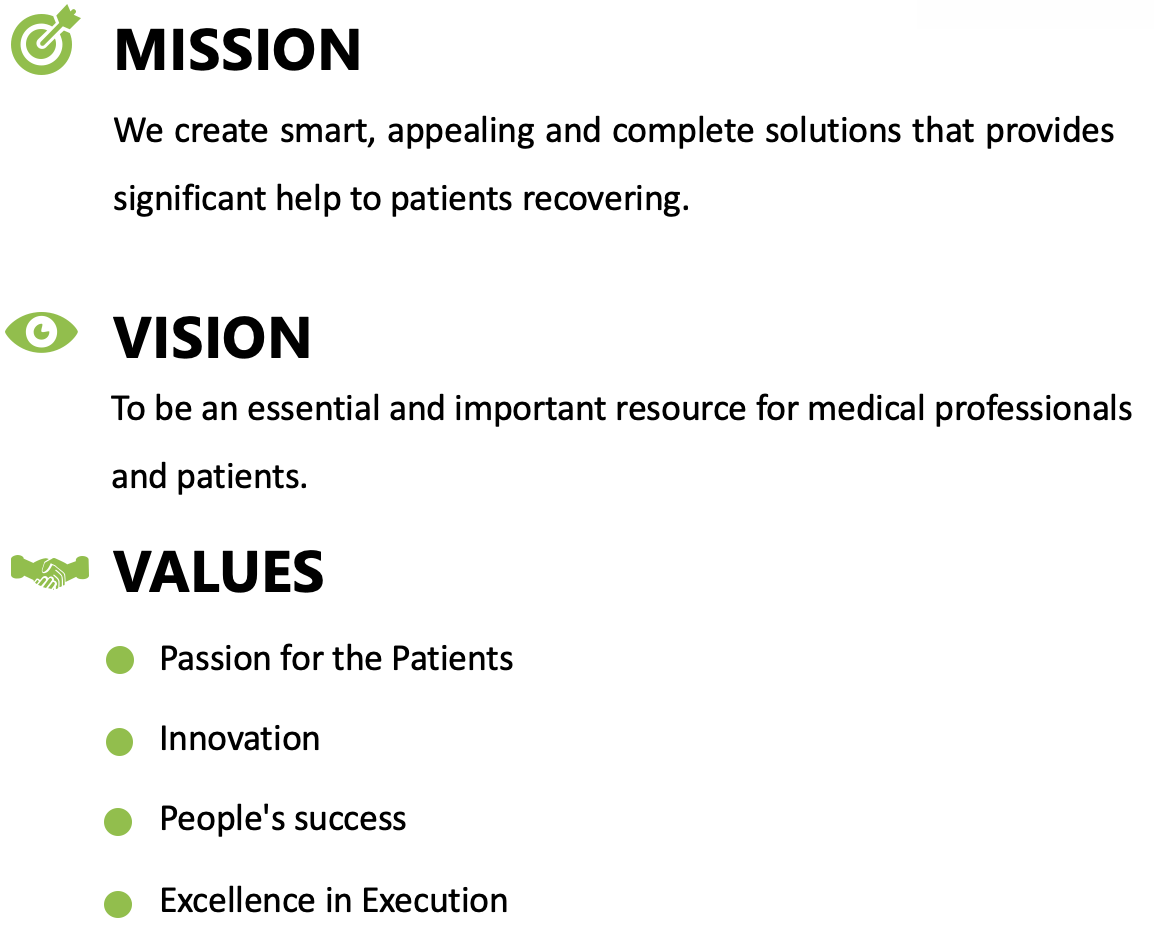 MISSION
We create smart, appealing and complete solutions that provides
significant help to patients recovering.
VISION
To be an essential and important resource for medical professionals
and patients.
VALUES
Passion for the Patients
Innovation
People's success
Excellence in Execution